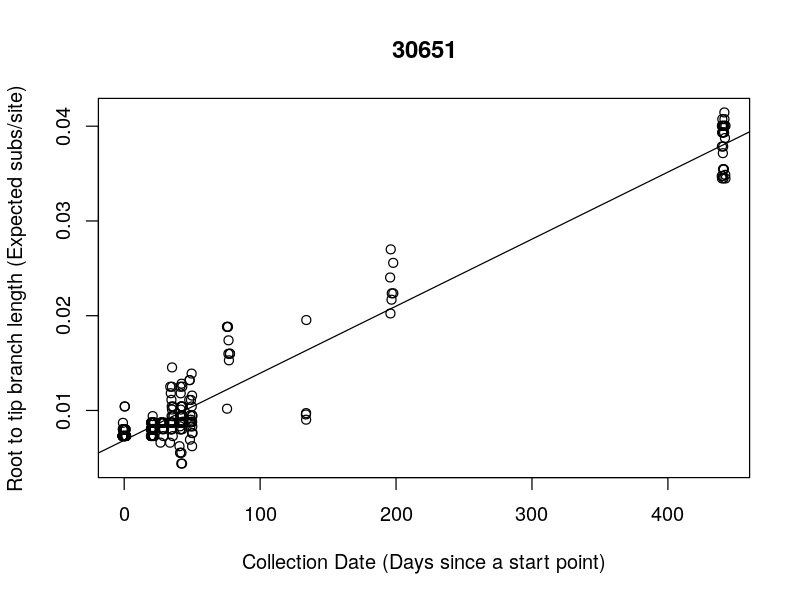 30651
Root to tip branch length (Expected subs/site)
0.04
0.03
0.02
0.01
0 100 200 300 400
Collection Date (Days since a start point)